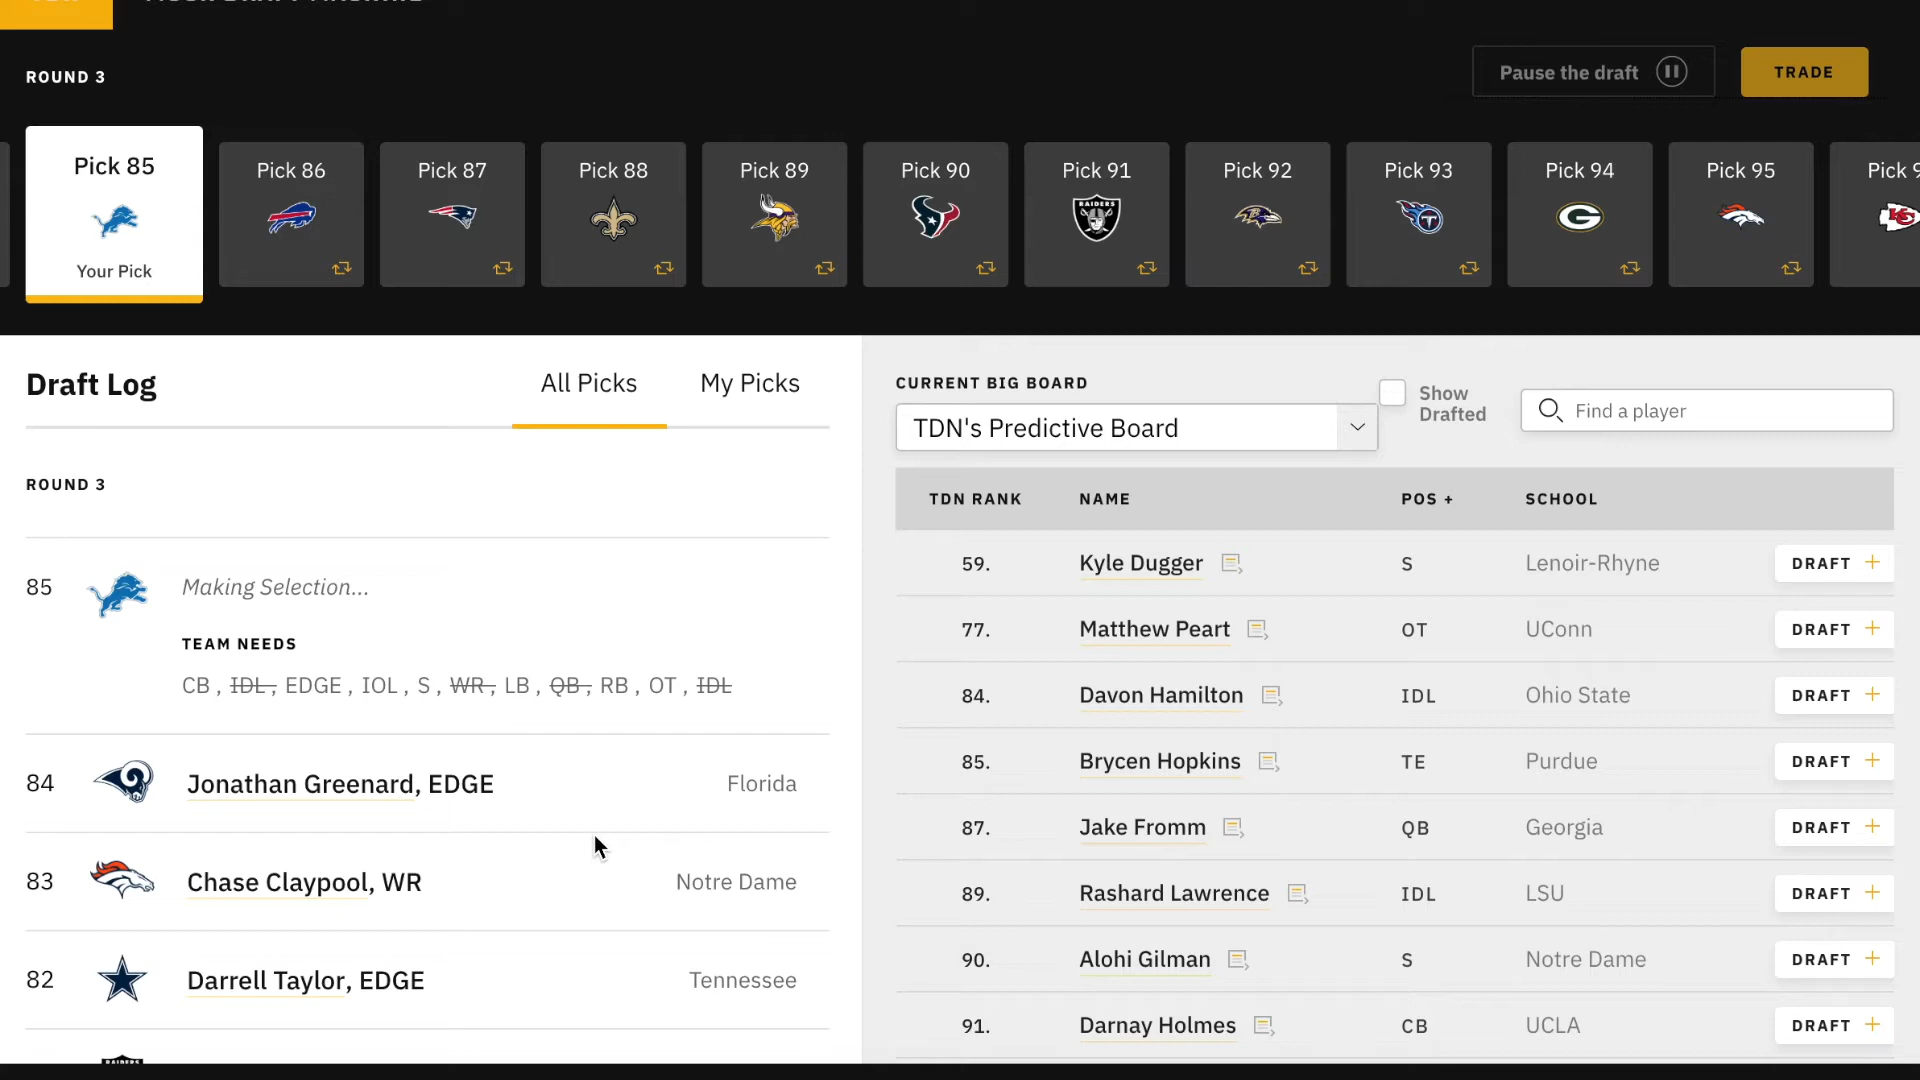 ROUND 3
Pause the draft
TRADE
Pick 85
Your Pick
Pick 86
Pick 87
Pick 88
Pick 89
Pick 90
RAIDERS
Pick 91
Pick 92
Pick 93
Pick 94
Pick 95
Pick 9
Draft Log
All Picks
My Picks
ROUND 3
85
Making Selection...
TEAM NEEDS
CB , IDL , EDGE , IOL , S , WR , LB , QB , RB , OT , IDL
84 Jonathan Greenard, EDGE Florida
83 Chase Claypool, WR Notre Dame
82 Darrell Taylor, EDGE Tennessee
CURRENT BIG BOARD
TDN's Predictive Board
Show
Drafted
Find a player
TDN RANK NAME POS + SCHOOL
59. Kyle Dugger S Lenoir-Rhyne DRAFT +
77. Matthew Peart OT UConn DRAFT +
84. Davon Hamilton IDL Ohio State DRAFT +
85. Brycen Hopkins TE Purdue DRAFT +
87. Jake Fromm QB Georgia DRAFT +
89. Rashard Lawrence IDL LSU DRAFT +
90. Alohi Gilman S Notre Dame DRAFT +
91. Darnay Holmes CB UCLA DRAFT +